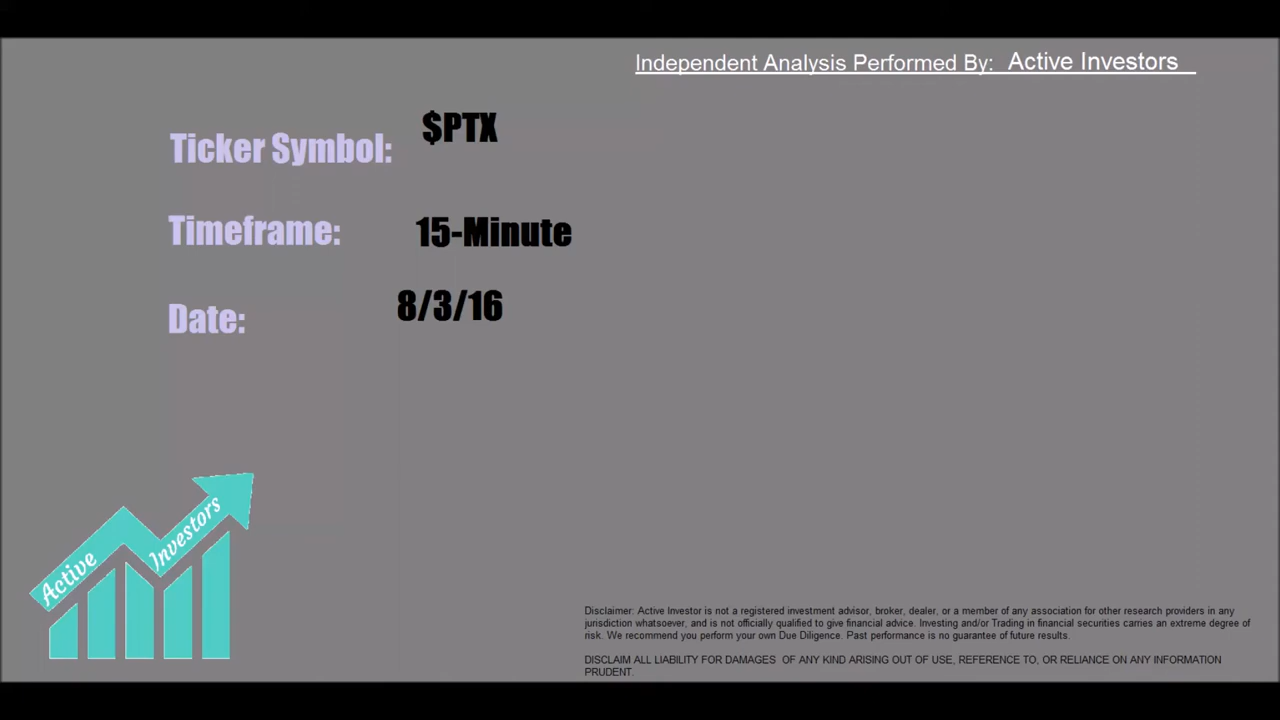 Independent Analysis Performed By: Active Investors
Ticker Symbol: $PTX
Timeframe: 15-Minute
Date: 8/3/16
Active Investors
Disclaimer: Active Investor is not a registered investment advisor, broker, dealer, or a member of any association for other research providers in any
jurisdiction whatsoever, and is not officially qualified to give financial advice. Investing and/or Trading in financial securities carries an extreme degree of
risk. We recommend you perform your own Due Diligence. Past performance is no guarantee of future results.
DISCLAIM ALL LIABILITY FOR DAMAGES OF ANY KIND ARISING OUT OF USE, REFERENCE TO, OR RELIANCE ON ANY INFORMATION
PRUDENT.